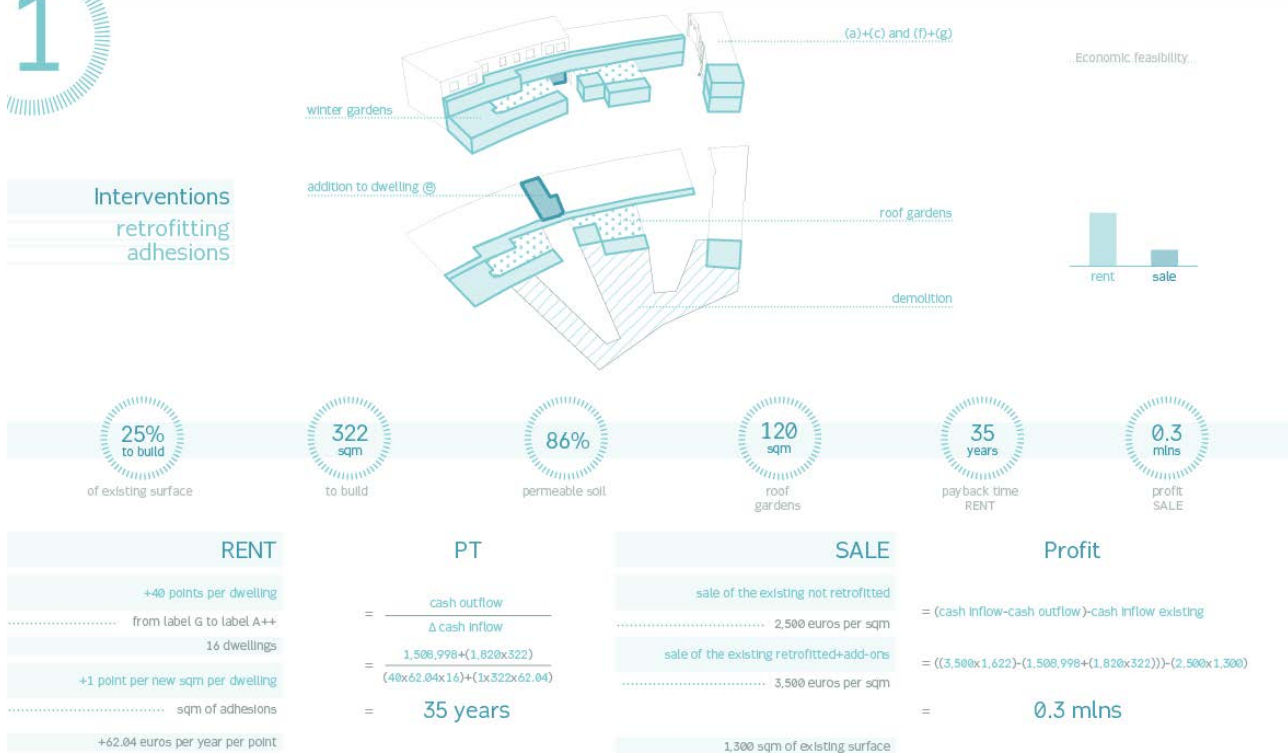 1
(a)+(c) and (f)+(g)
Economic feasibility
winter gardens
Interventions
retrofitting
adhesions
addition to dwelling ⓔ
roof gardens
demolition
rent
sale
25%
to build
of existing surface
322
sqm
to build
86%
permeable soil
120
sqm
roof
gardens
35
years
payback time
RENT
0.3
mlns
profit
SALE
RENT
+40 points per dwelling
from label G to label A++
16 dwellings
+1 point per new sqm per dwelling
sqm of adhesions
+62.04 euros per year per point
PT
= cash outflow
Δ cash inflow
= 1,508,998+(1,820x322)
(40x62.04x16)+(1x322x62.04)
= 35 years
SALE
sale of the existing not retrofitted
2,500 euros per sqm
sale of the existing retrofitted+add-ons
3,500 euros per sqm
1,300 sqm of existing surface
Profit
= (cash inflow-cash outflow)-cash inflow existing
= ((3,500x1,622)-(1,508,998+(1,820x322)))-(2,500x1,300)
= 0.3 mlns